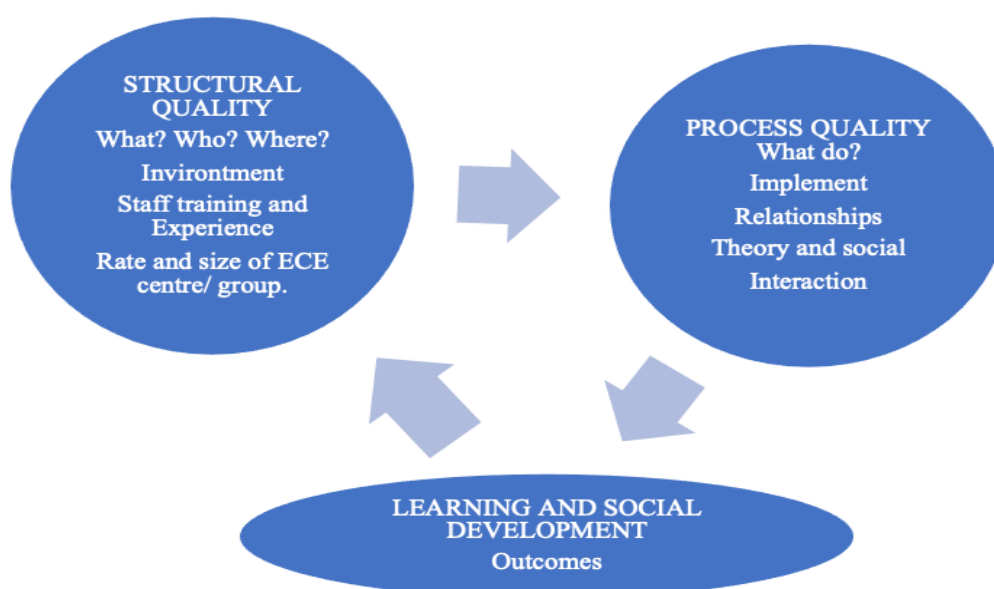 STRUCTURAL
QUALITY
What? Who? Where?
Invirontment
Staff training and
Experience
Rate and size of ECE
centre/ group.
PROCESS QUALITY
What do?
Implement
Relationships
Theory and social
Interaction
LEARNING AND SOCIAL
DEVELOPMENT
Outcomes